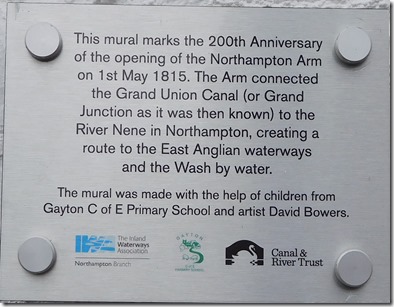 This mural marks the 200th Anniversary
of the opening of the Northampton Arm
on 1st May 1815. The Arm connected
the Grand Union Canal (or Grand
Junction as it was then known) to the
River Nene in Northampton, creating a
route to the East Anglian waterways
and the Wash by water.
The mural was made with the help of children from
Gayton C of E Primary School and artist David Bowers.
The Inland
Waterways
Association
Northampton Branch
GAYTON
PRIMARY SCHOOL
Canal &
River Trust